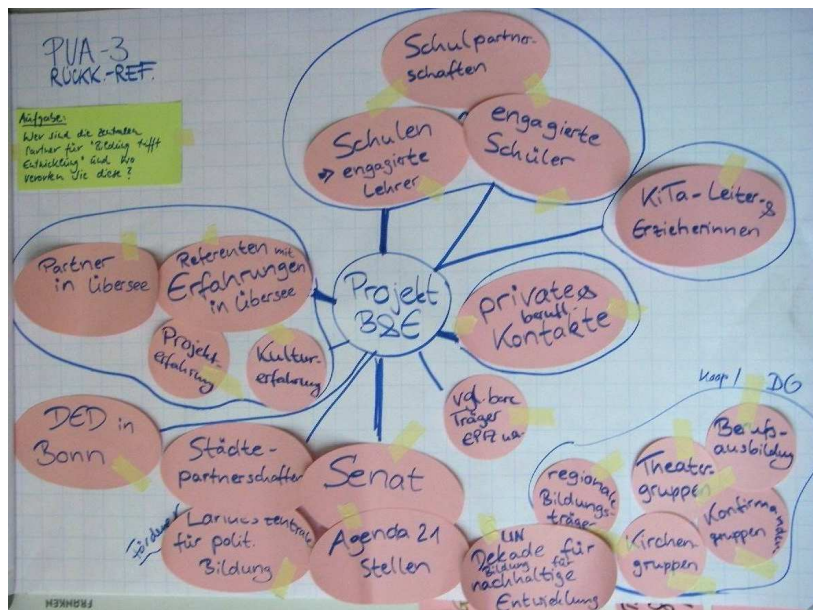 PUA-3
RÜCKK.-REF.
Aufgabe:
Wer sind die zentralen
Partner für "Bildung trifft
Entwicklung" und wo
verorten Sie diese?
Schulpartner-
schaften
Schulen
engagierte
Lehrer
engagierte
Schüler
KiTa-Leiter &
Erzieherinnen
Partner
in Übersee
Referenten mit
Erfahrungen
in Übersee
Projekt-
erfahrung
Kultur-
erfahrung
Projekt
B&E
private &
berufl.
Kontakte
vgl.bare
Träger
DED in
Bonn
Städte-
partnerschaften
Senat
Förderer
für polit.
Bildung
Agenda 21
Stellen
UN
Dekade für
Bildung für
nachhaltige
Entwicklung
Koop /
DG
regionale
Bildungs-
träger
Theater-
gruppen
Berufs-
ausbildung
Kirchen-
gruppen
Konfirmanden
gruppen
FRANKEN